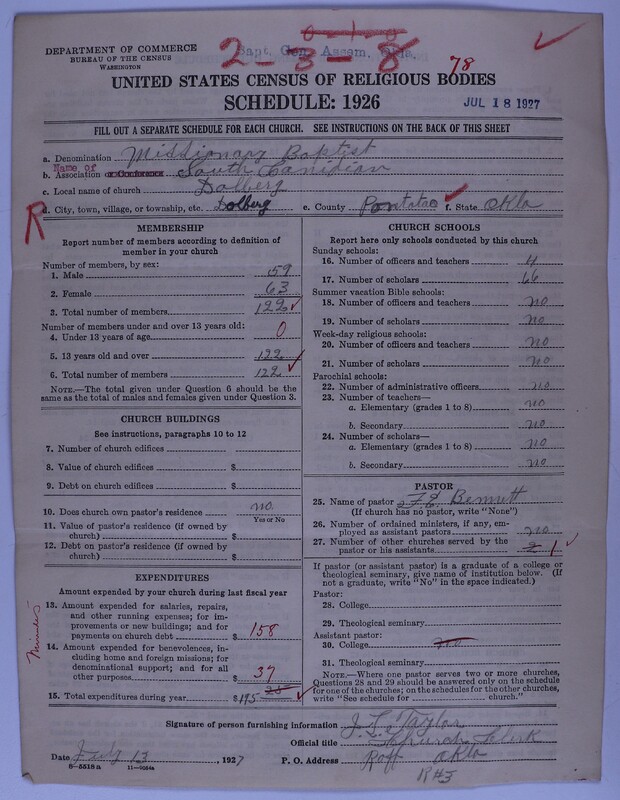 0-1-0
Bapt. Gen. Assem. Okla.
2-3-8
78
DEPARTMENT OF COMMERCE
BUREAU OF THE CENSUS
WASHINGTON
UNITED STATES CENSUS OF RELIGIOUS BODIES
SCHEDULE: 1926
JUL 18 1927
FILL OUT A SEPARATE SCHEDULE FOR EACH CHURCH. SEE INSTRUCTIONS ON THE BACK OF THIS SHEET
a. Denomination Missionary Baptist
Name of
b. Association or Conference South Canidian
c. Local name of church Dolberg
R
d. City, town, village, or township, etc. Dolberg e. County Pontotoc f. State Okla
MEMBERSHIP
Report number of members according to definition of
member in your church
Number of members, by sex:
1. Male 59
2. Female 63
3. Total number of members 122
Number of members under and over 13 years old:
4. Under 13 years of age 0
5. 13 years old and over 122
6. Total number of members 122
NOTE.—The total given under Question 6 should be
same as the total of males and females given under Question 3.
CHURCH BUILDINGS
See instructions, paragraphs 10 to 12
7. Number of church edifices
8. Value of church edifices $
9. Debt on church edifices $
10. Does church own pastor's residence no
Yes or No
11. Value of pastor's residence (if owned by
church) $
12. Debt on pastor's residence (if owned by
church) $
EXPENDITURES
Amount expended by your church during last fiscal year
13. Amount expended for salaries, repairs,
and other running expenses; for im-
provements or new buildings; and for
payments on church debt $ 158
14. Amount expended for benevolences, in-
cluding home and foreign missions; for
denominational support; and for all
other purposes $ 37
15. Total expenditures during year $ 195
Minutes
CHURCH SCHOOLS
Report here only schools conducted by this church
Sunday schools:
16. Number of officers and teachers 4
17. Number of scholars 66
Summer vacation Bible schools:
18. Number of officers and teachers no
19. Number of scholars no
Week-day religious schools:
20. Number of officers and teachers no
21. Number of scholars no
Parochial schools:
22. Number of administrative officers no
23. Number of teachers—
a. Elementary (grades 1 to 8) no
b. Secondary no
24. Number of scholars—
a. Elementary (grades 1 to 8) no
b. Secondary no
PASTOR
25. Name of pastor F E Bennett
(If church has no pastor, write "None")
26. Number of ordained ministers, if any, em-
ployed as assistant pastors no
27. Number of other churches served by the
pastor or his assistants 2 1
If pastor (or assistant pastor) is a graduate of a college or
theological seminary, give name of institution below. (If
not a graduate, write "No" in the space indicated.)
Pastor:
28. College
29. Theological seminary
Assistant pastor:
30. College no
31. Theological seminary
NOTE.—Where one pastor serves two or more churches,
Questions 28 and 29 should be answered only on the schedule
for one of the churches; on the schedules for the other churches,
write "See schedule for church."
Signature of person furnishing information J. L. Taylor
Official title Church Clerk
Date July 13, 1927 P. O. Address Roff Okla
8-5518a 11-9284a
R43